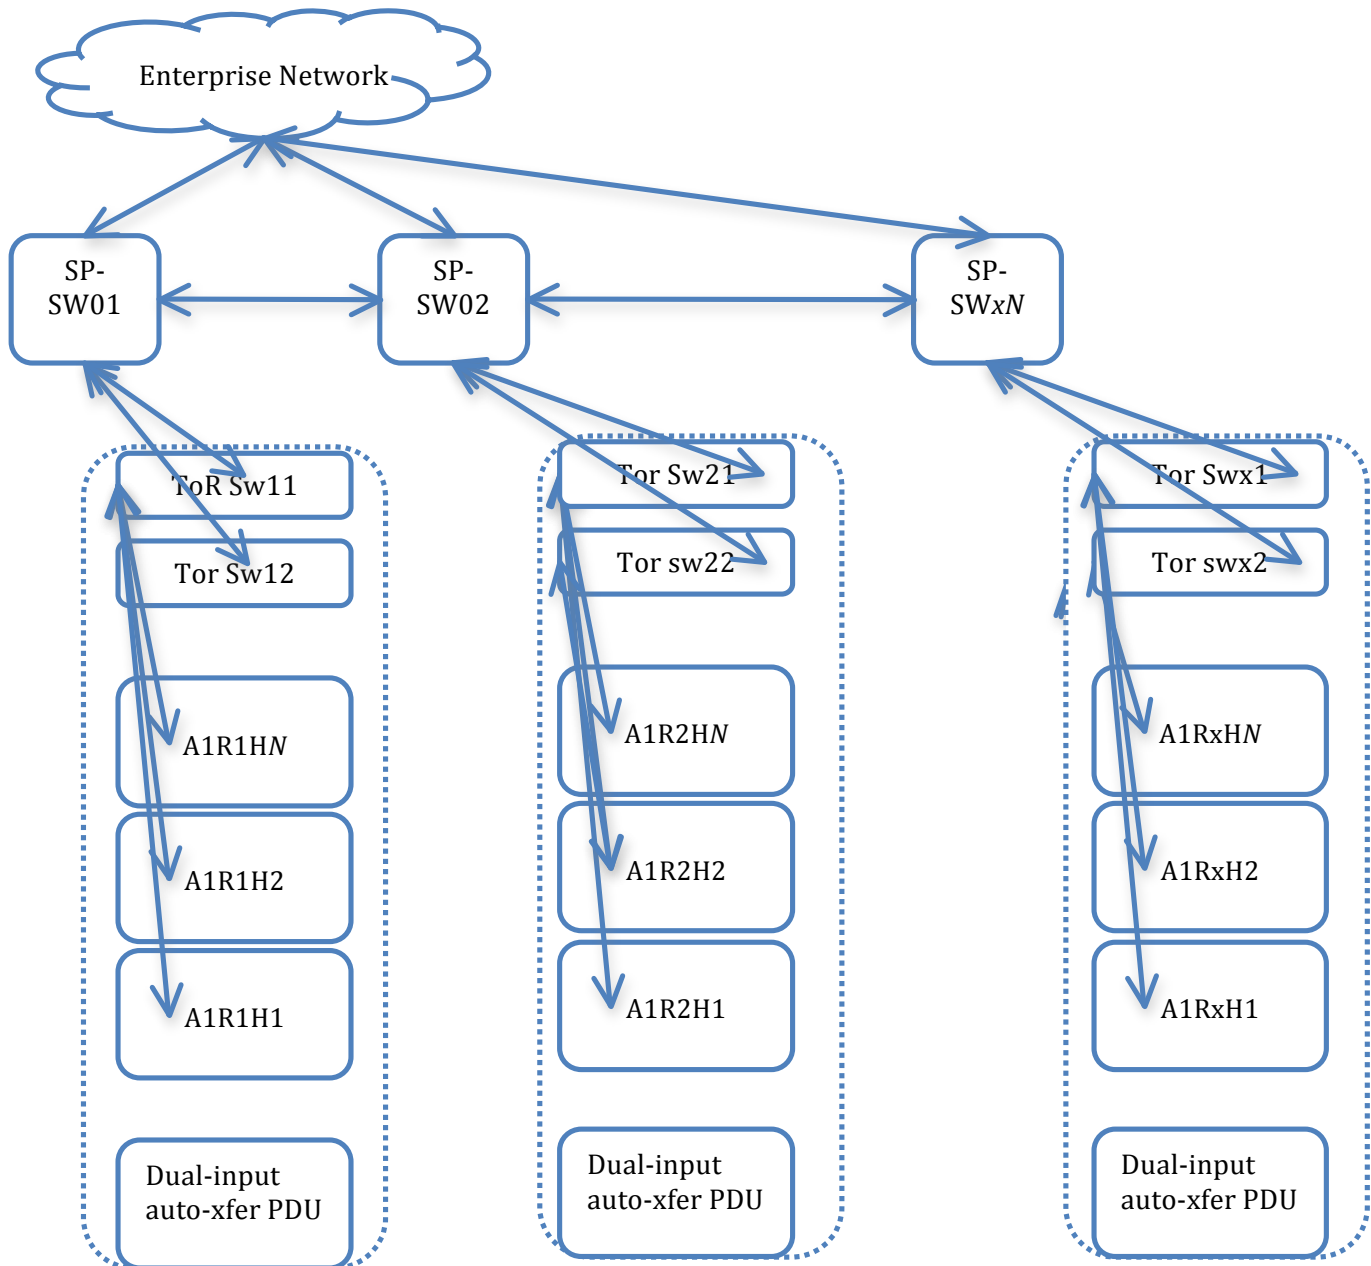 Enterprise Network
SP-
SW01
SP-
SW02
SP-
SWxN
ToR Sw11
Tor Sw12
A1R1HN
A1R1H2
A1R1H1
Dual-input
auto-xfer PDU
Tor Sw21
Tor sw22
A1R2HN
A1R2H2
A1R2H1
Dual-input
auto-xfer PDU
Tor Swx1
Tor swx2
A1RxHN
A1RxH2
A1RxH1
Dual-input
auto-xfer PDU